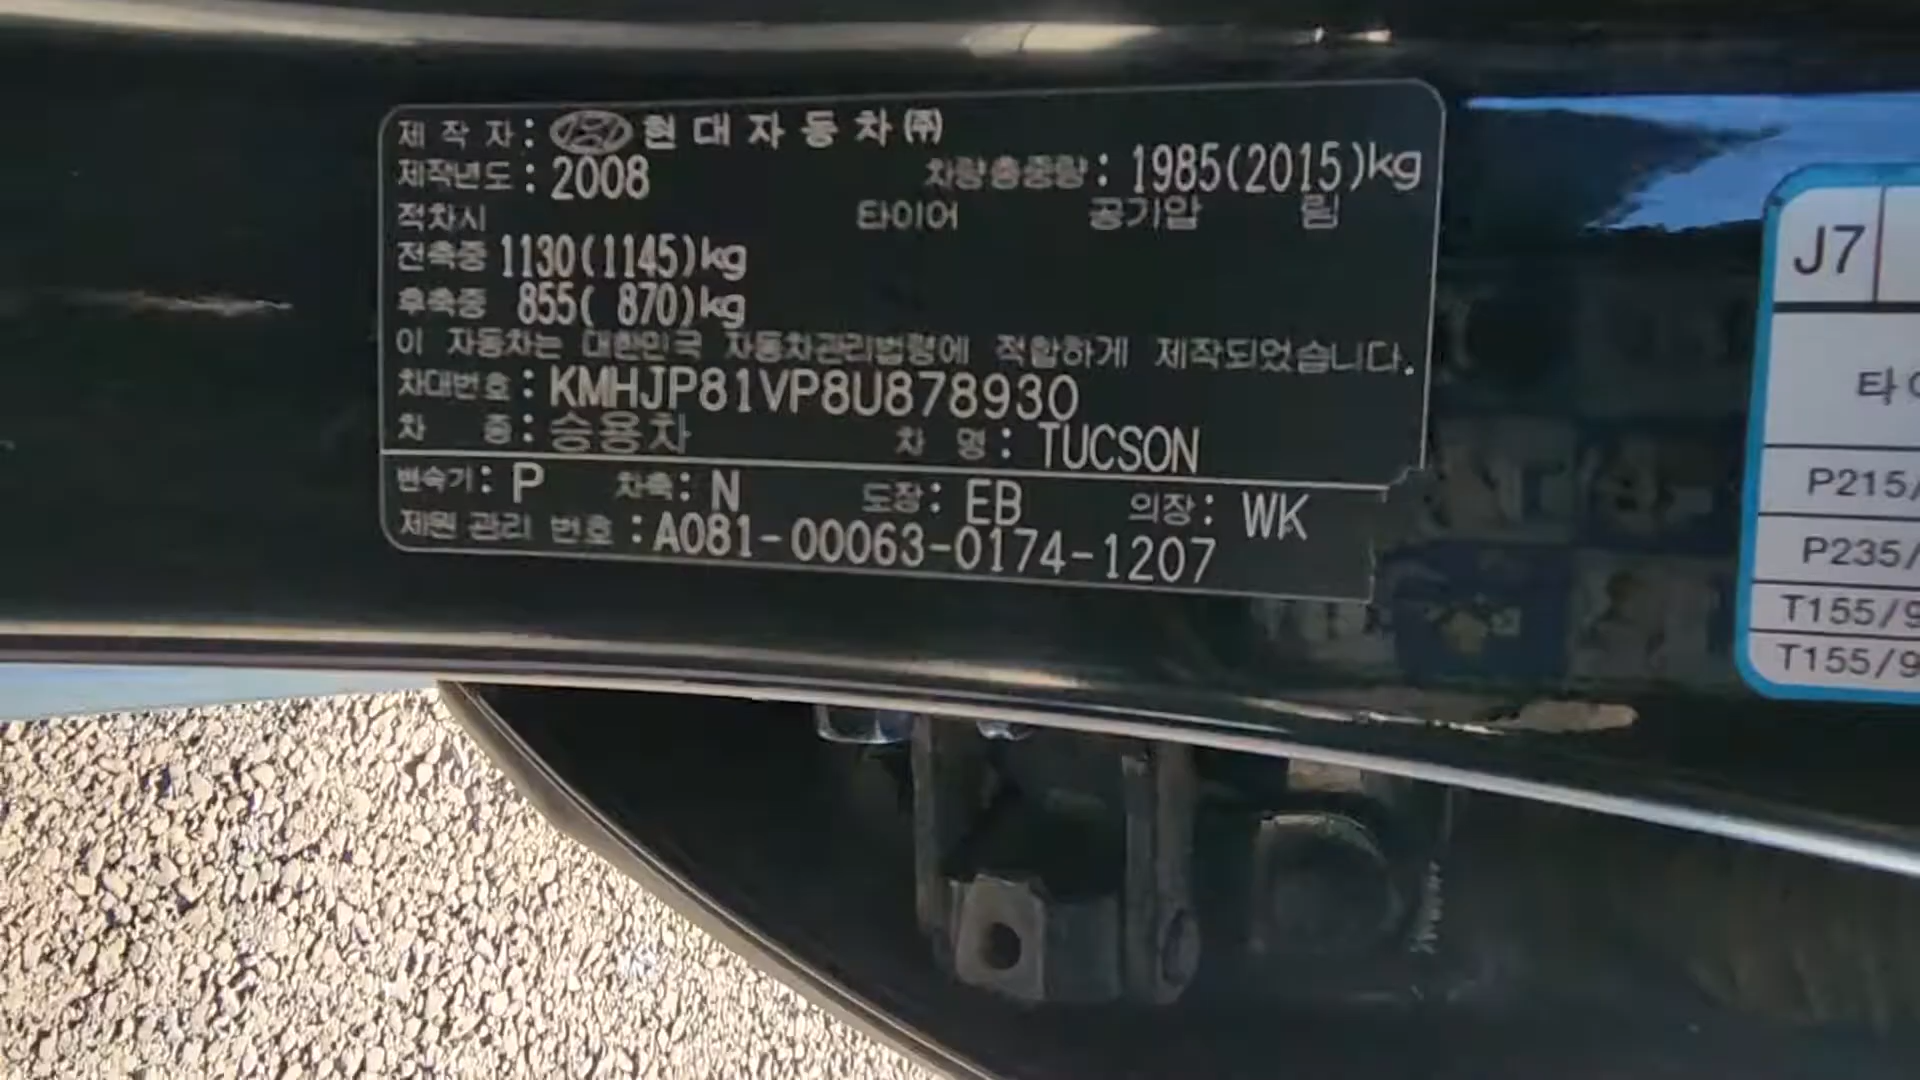 제 작 자 : 현 대 자 동 차 ㈜
제작년도 : 2008 차량총중량 : 1985(2015)kg
적차시 타이어 공기압 림
전축중 1130(1145)kg
후축중 855( 870)kg
이 자동차는 대한민국 자동차관리법령에 적합하게 제작되었습니다.
차대번호 : KMHJP81VP8U878930
차 종 : 승용차 차 명 : TUCSON
변속기 : P 차축 : N 도장 : EB 의장 : WK
제원 관리 번호 : A081-00063-0174-1207
J7
P215/
P235/
T155/9
T155/9